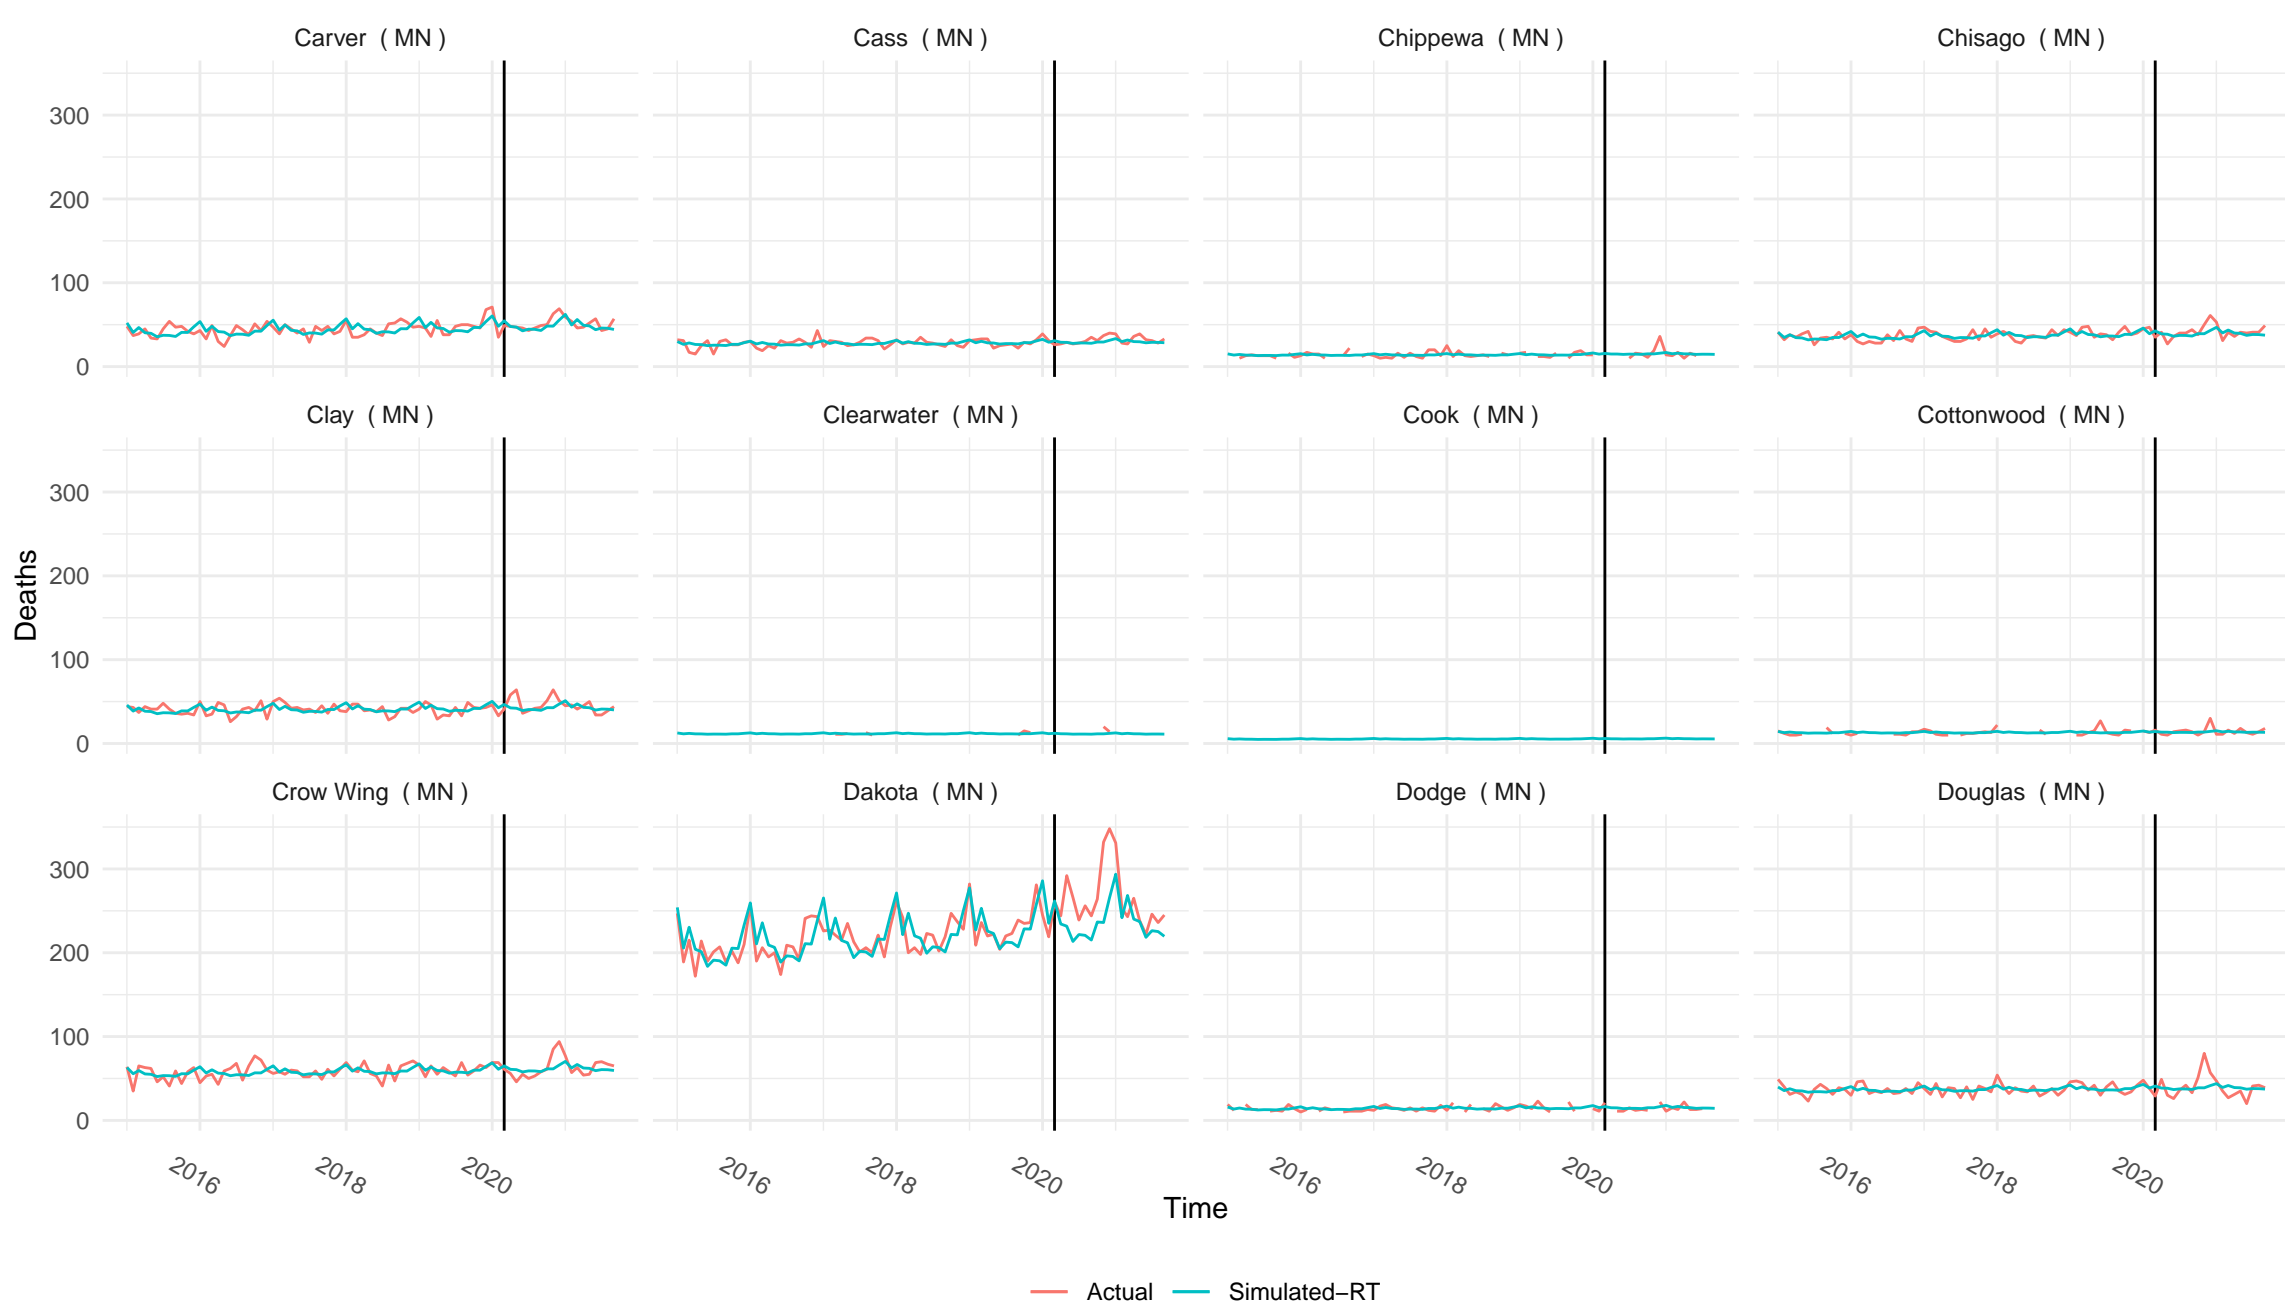 Carver ( MN )
Cass ( MN )
Chippewa ( MN )
Chisago ( MN )
300
200
100
0
Clay ( MN )
Clearwater ( MN )
Cook ( MN )
Cottonwood ( MN )
300
200
100
0
Deaths
Crow Wing ( MN )
Dakota ( MN )
Dodge ( MN )
Douglas ( MN )
300
200
100
0
2016
2018
2020
2016
2018
2020
2016
2018
2020
2016
2018
2020
Time
Actual
Simulated−RT